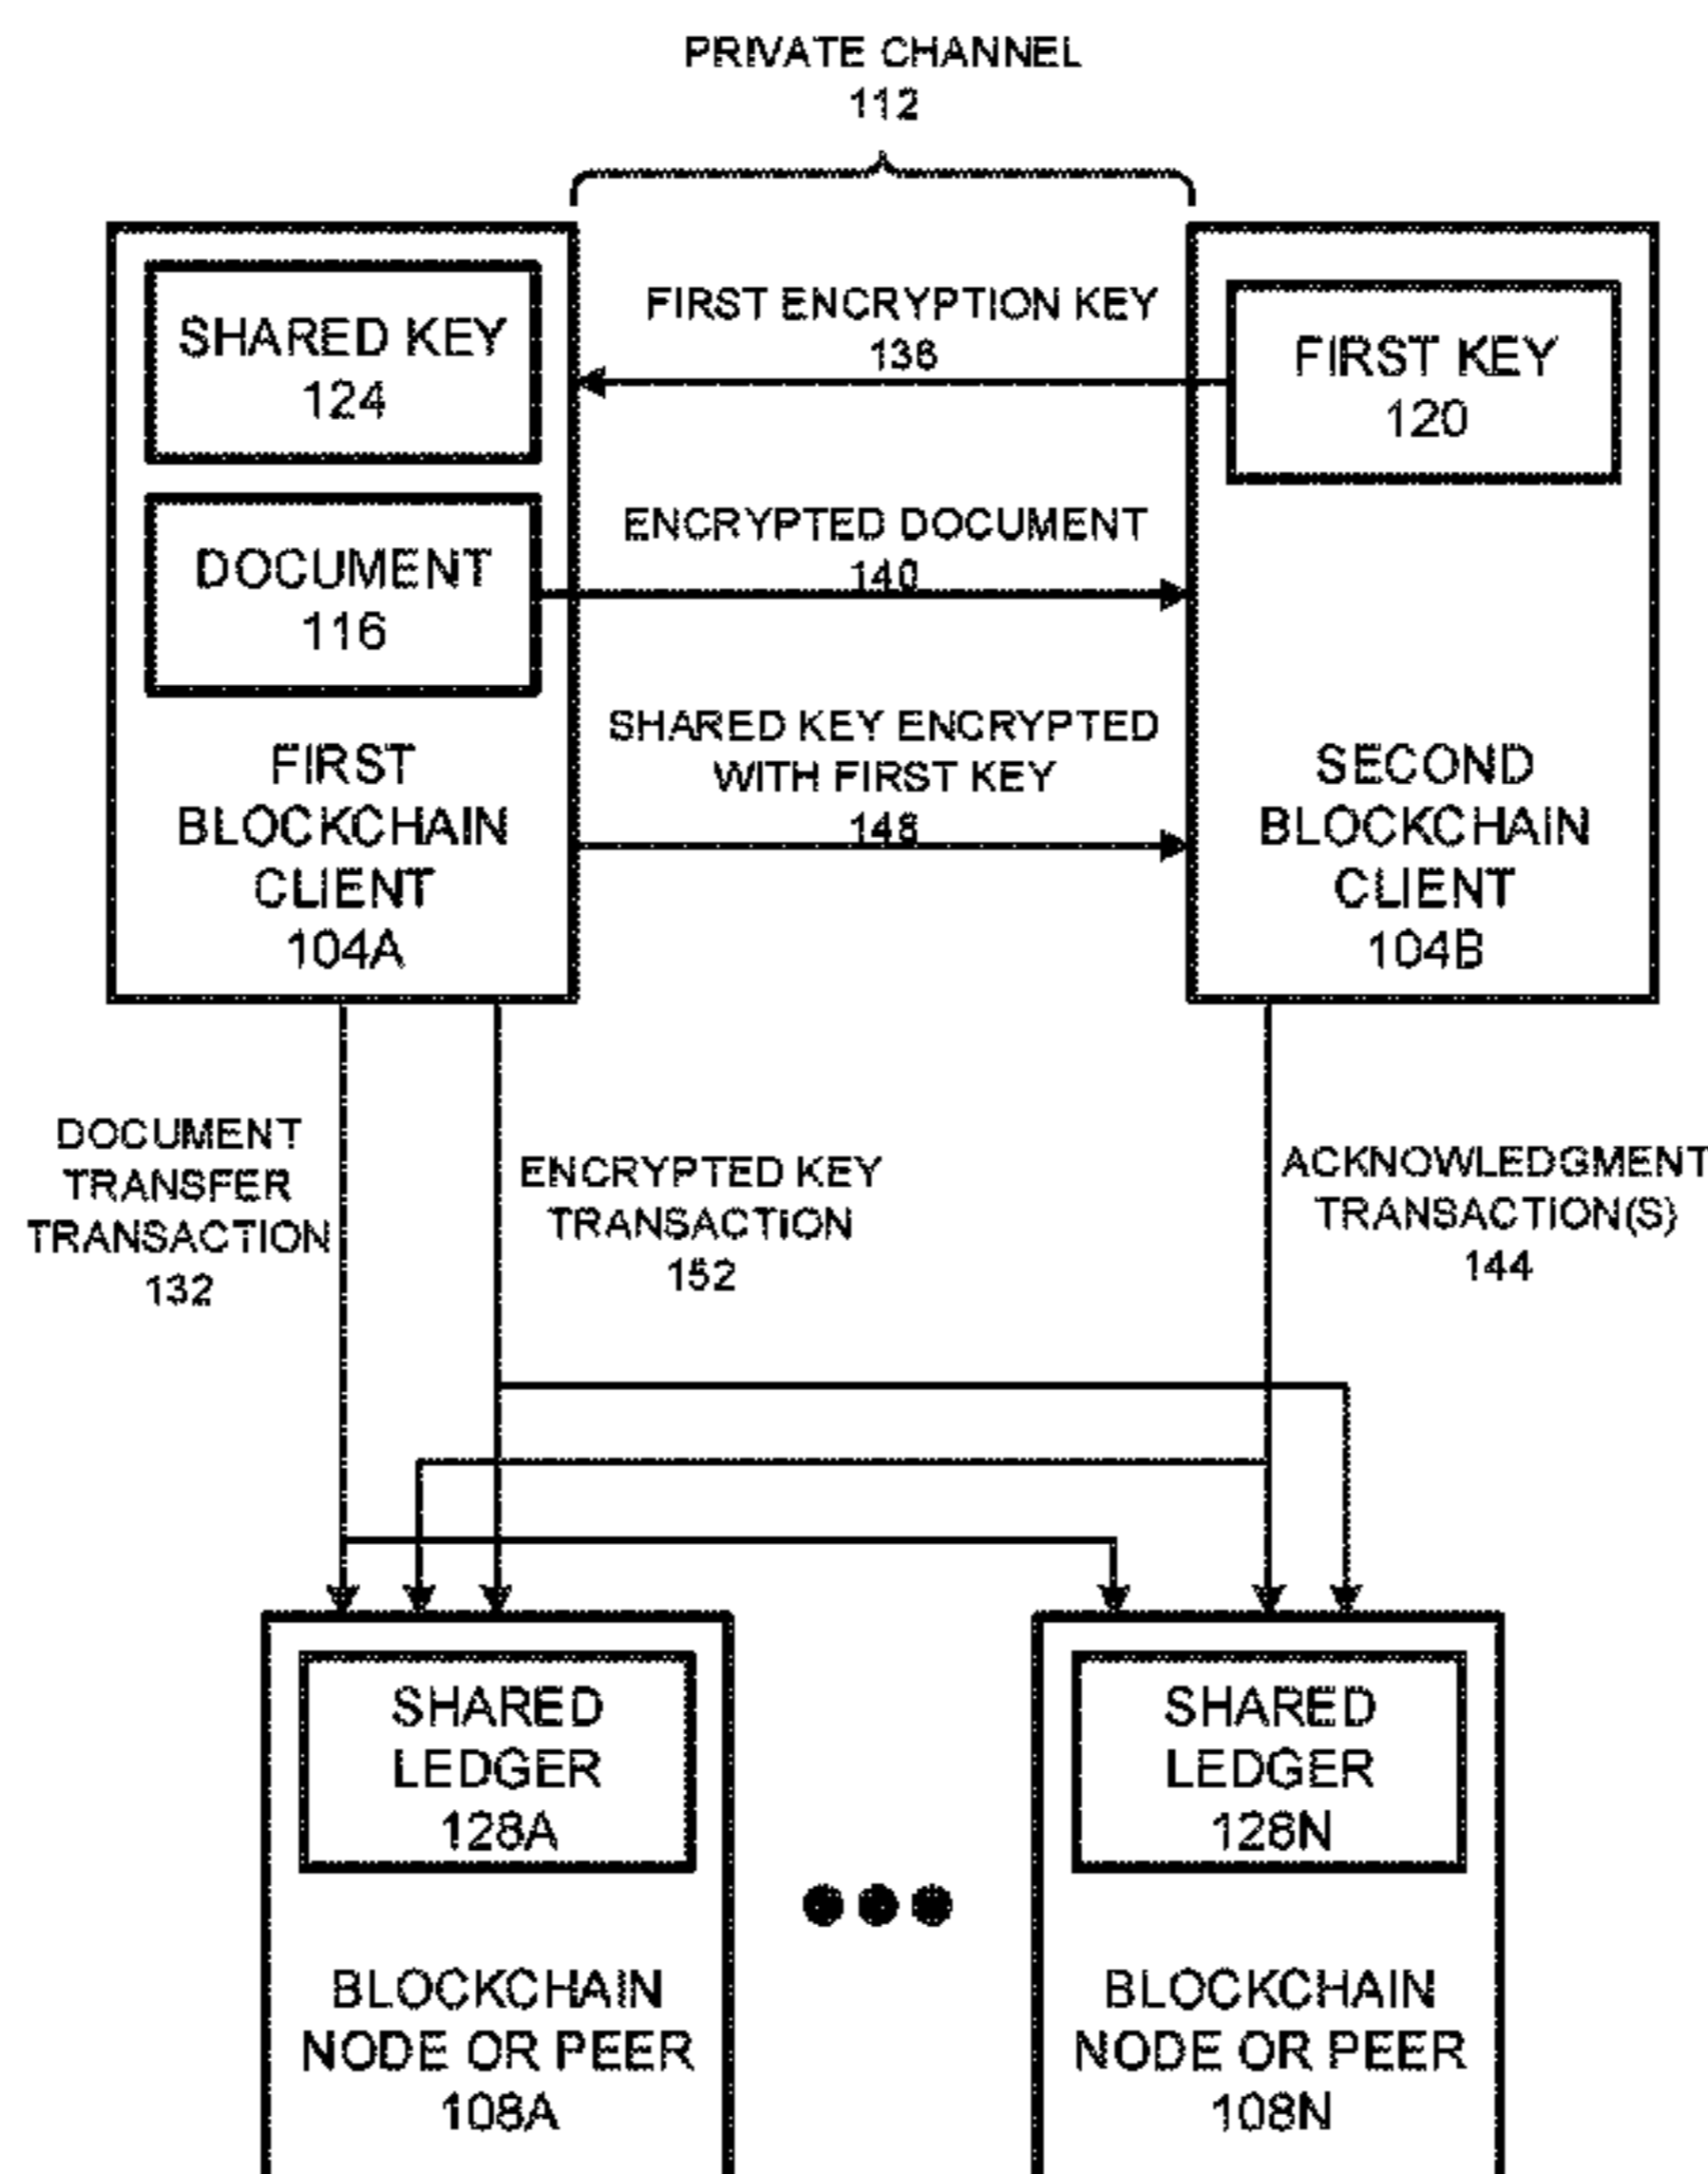 PRIVATE CHANNEL
112
SHARED KEY
124
FIRST ENCRYPTION KEY
136
FIRST KEY
120
DOCUMENT
116
ENCRYPTED DOCUMENT
140
SHARED KEY ENCRYPTED
WITH FIRST KEY
148
FIRST
BLOCKCHAIN
CLIENT
104A
SECOND
BLOCKCHAIN
CLIENT
104B
DOCUMENT
TRANSFER
TRANSACTION
132
ENCRYPTED KEY
TRANSACTION
152
ACKNOWLEDGMENT
TRANSACTION(S)
144
SHARED
LEDGER
128A
SHARED
LEDGER
128N
BLOCKCHAIN
NODE OR PEER
108A
BLOCKCHAIN
NODE OR PEER
108N